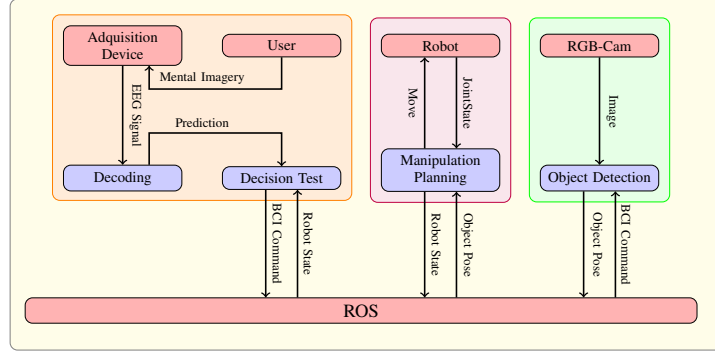 Acquisition
Device
User
Robot
RGB-Cam
Mental Imagery
EEG Signal
Move
JointState
Image
Prediction
Decoding
Decision Test
Manipulation
Planning
Object Detection
BCI Command
Robot State
Robot State
Object Pose
Object Pose
BCI Command
ROS